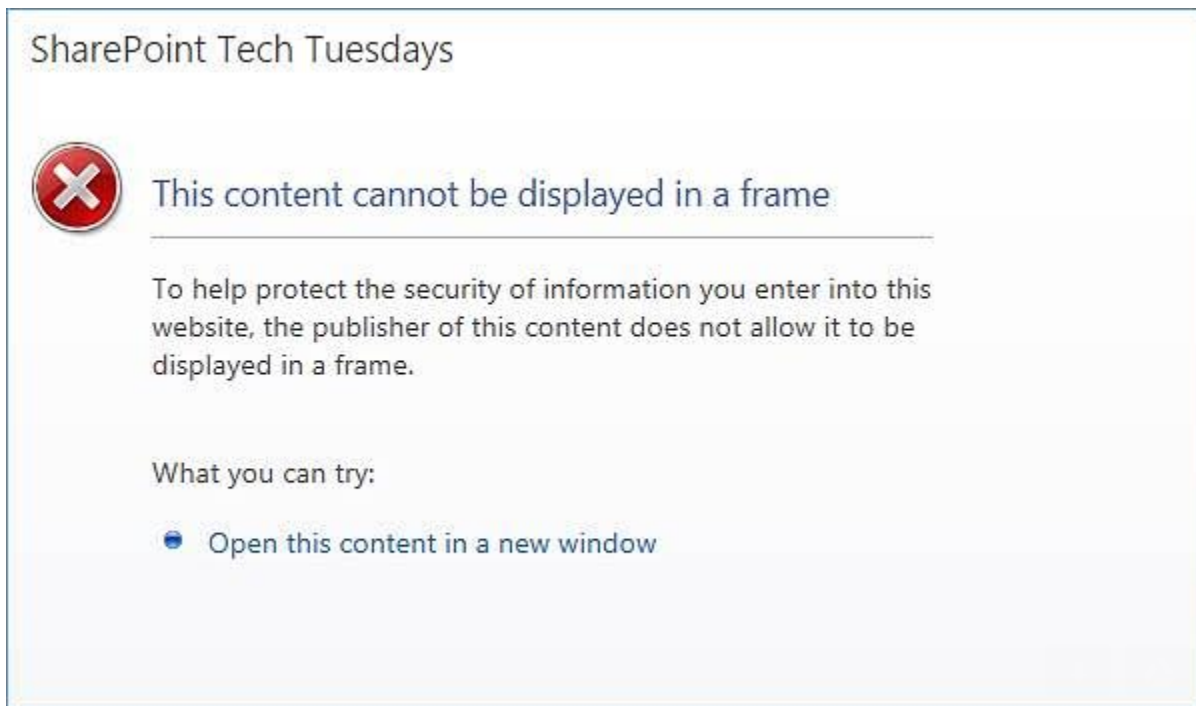 SharePoint Tech Tuesdays
This content cannot be displayed in a frame
To help protect the security of information you enter into this
website, the publisher of this content does not allow it to be
displayed in a frame.
What you can try:
Open this content in a new window